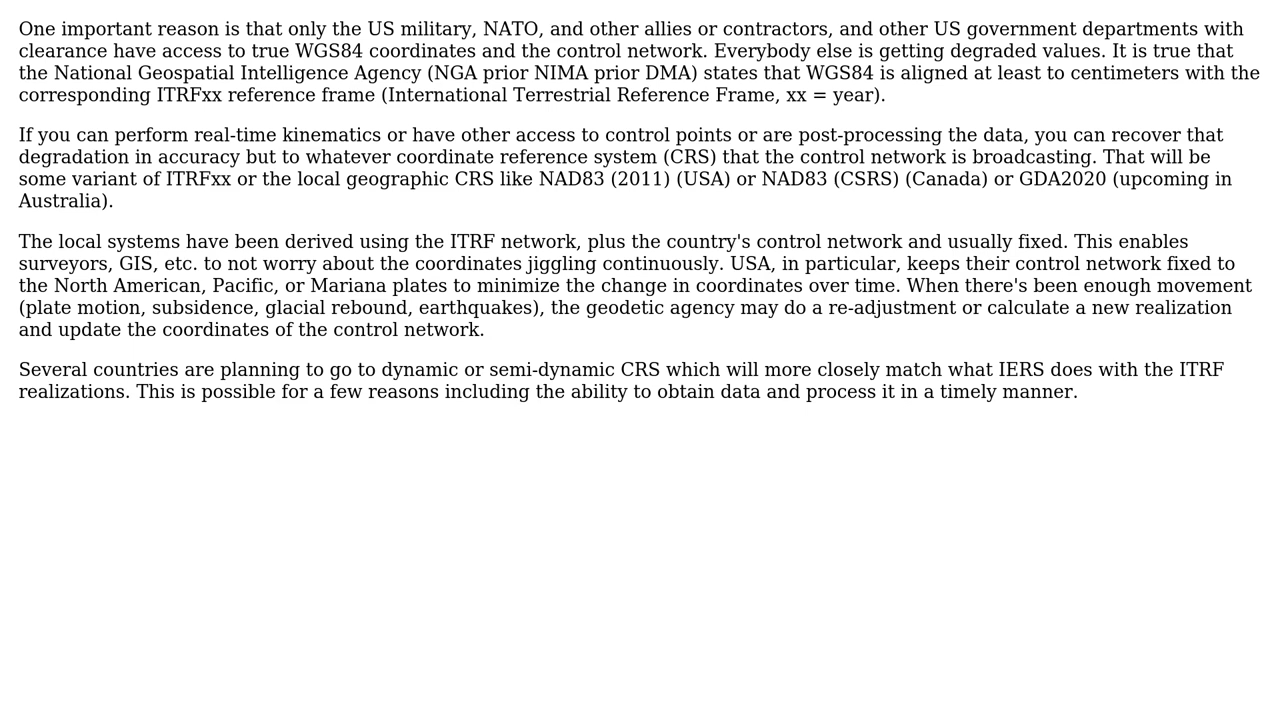 One important reason is that only the US military, NATO, and other allies or contractors, and other US government departments with
clearance have access to true WGS84 coordinates and the control network. Everybody else is getting degraded values. It is true that
the National Geospatial Intelligence Agency (NGA prior NIMA prior DMA) states that WGS84 is aligned at least to centimeters with the
corresponding ITRFxx reference frame (International Terrestrial Reference Frame, xx = year).
If you can perform real-time kinematics or have other access to control points or are post-processing the data, you can recover that
degradation in accuracy but to whatever coordinate reference system (CRS) that the control network is broadcasting. That will be
some variant of ITRFxx or the local geographic CRS like NAD83 (2011) (USA) or NAD83 (CSRS) (Canada) or GDA2020 (upcoming in
Australia).
The local systems have been derived using the ITRF network, plus the country's control network and usually fixed. This enables
surveyors, GIS, etc. to not worry about the coordinates jiggling continuously. USA, in particular, keeps their control network fixed to
the North American, Pacific, or Mariana plates to minimize the change in coordinates over time. When there's been enough movement
(plate motion, subsidence, glacial rebound, earthquakes), the geodetic agency may do a re-adjustment or calculate a new realization
and update the coordinates of the control network.
Several countries are planning to go to dynamic or semi-dynamic CRS which will more closely match what IERS does with the ITRF
realizations. This is possible for a few reasons including the ability to obtain data and process it in a timely manner.